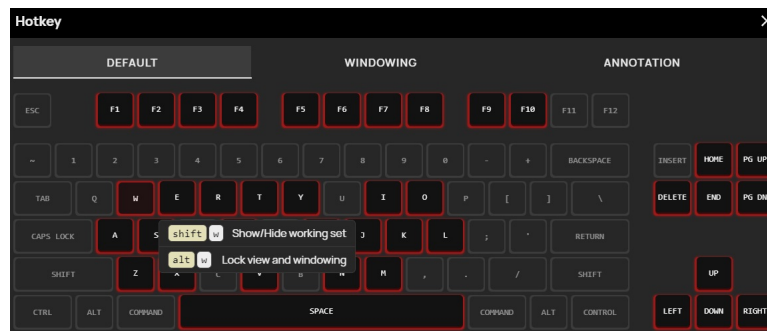 Hotkey
DEFAULT WINDOWING ANNOTATION
ESC F1 F2 F3 F4 F5 F6 F7 F8 F9 F10 F11 F12
~ 1 2 3 4 5 6 7 8 9 0 - + BACKSPACE INSERT HOME PG UP
TAB Q W E R T Y U I O P [ ] \ DELETE END PG DN
CAPS LOCK A S J K L ; ' RETURN
shift w Show/Hide working set
alt w Lock view and windowing
SHIFT Z X C V B N M , . / SHIFT UP
CTRL ALT COMMAND SPACE COMMAND ALT CONTROL LEFT DOWN RIGHT